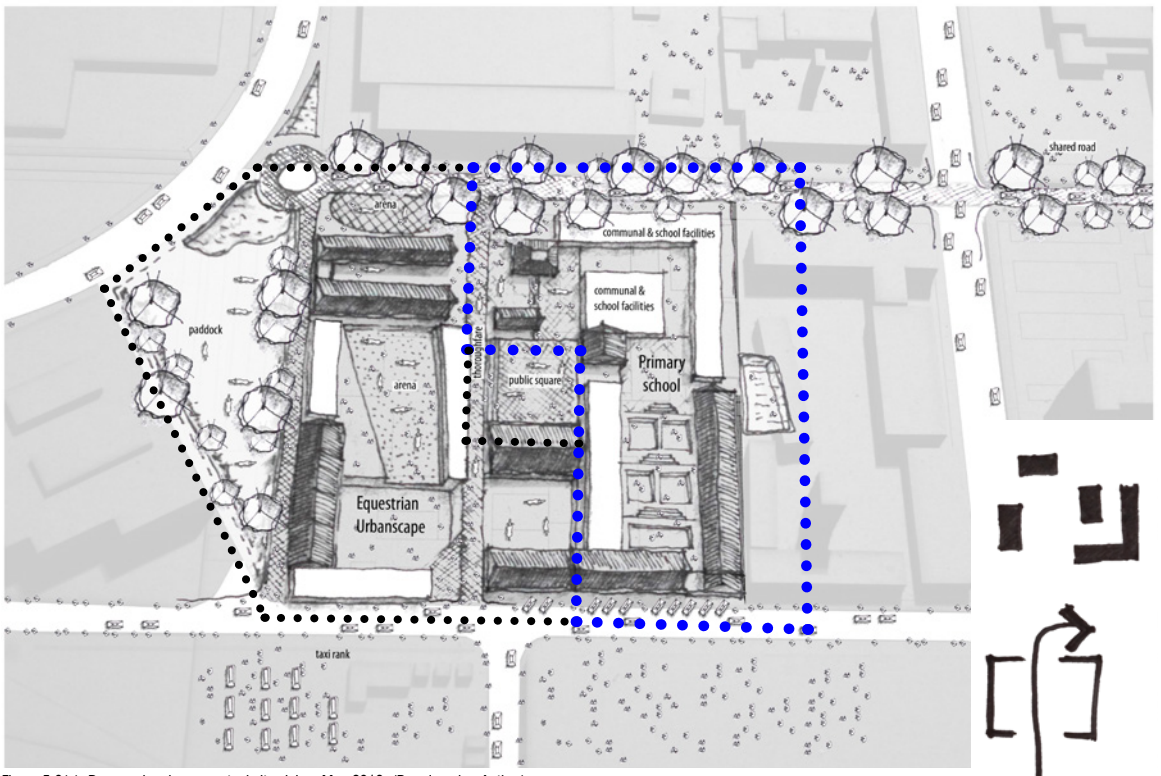 shared road
arena
communal & school facilities
communal &
school facilities
paddock
thoroughfare
arena
public square
Primary
school
Equestrian
Urbanscape
taxi rank